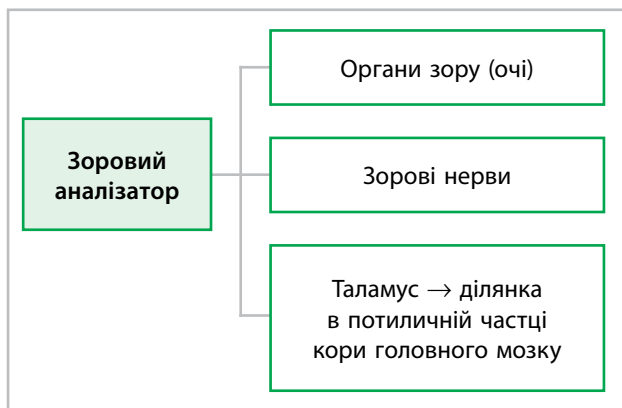 Зоровий
аналізатор
Органи зору (очі)
Зорові нерви
Таламус → ділянка
в потиличній частці
кори головного мозку